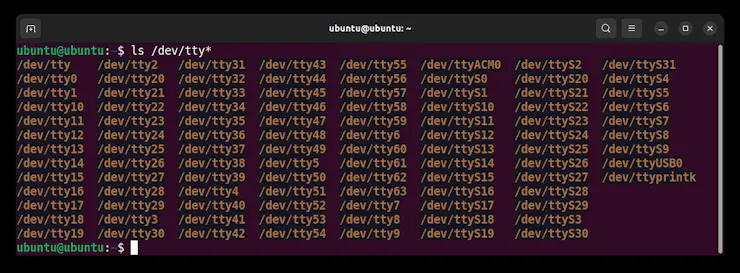 ubuntu@ubuntu: ~
ubuntu@ubuntu:~$ ls /dev/tty*
/dev/tty /dev/tty2 /dev/tty31 /dev/tty43 /dev/tty55 /dev/ttyACM0 /dev/ttyS2 /dev/ttyS31
/dev/tty0 /dev/tty20 /dev/tty32 /dev/tty44 /dev/tty56 /dev/ttyS0 /dev/ttyS20 /dev/ttyS4
/dev/tty1 /dev/tty21 /dev/tty33 /dev/tty45 /dev/tty57 /dev/ttyS1 /dev/ttyS21 /dev/ttyS5
/dev/tty10 /dev/tty22 /dev/tty34 /dev/tty46 /dev/tty58 /dev/ttyS10 /dev/ttyS22 /dev/ttyS6
/dev/tty11 /dev/tty23 /dev/tty35 /dev/tty47 /dev/tty59 /dev/ttyS11 /dev/ttyS23 /dev/ttyS7
/dev/tty12 /dev/tty24 /dev/tty36 /dev/tty48 /dev/tty6 /dev/ttyS12 /dev/ttyS24 /dev/ttyS8
/dev/tty13 /dev/tty25 /dev/tty37 /dev/tty49 /dev/tty60 /dev/ttyS13 /dev/ttyS25 /dev/ttyS9
/dev/tty14 /dev/tty26 /dev/tty38 /dev/tty5 /dev/tty61 /dev/ttyS14 /dev/ttyS26 /dev/ttyUSB0
/dev/tty15 /dev/tty27 /dev/tty39 /dev/tty50 /dev/tty62 /dev/ttyS15 /dev/ttyS27 /dev/ttyprintk
/dev/tty16 /dev/tty28 /dev/tty4 /dev/tty51 /dev/tty63 /dev/ttyS16 /dev/ttyS28
/dev/tty17 /dev/tty29 /dev/tty40 /dev/tty52 /dev/tty7 /dev/ttyS17 /dev/ttyS29
/dev/tty18 /dev/tty3 /dev/tty41 /dev/tty53 /dev/tty8 /dev/ttyS18 /dev/ttyS3
/dev/tty19 /dev/tty30 /dev/tty42 /dev/tty54 /dev/tty9 /dev/ttyS19 /dev/ttyS30
ubuntu@ubuntu:~$